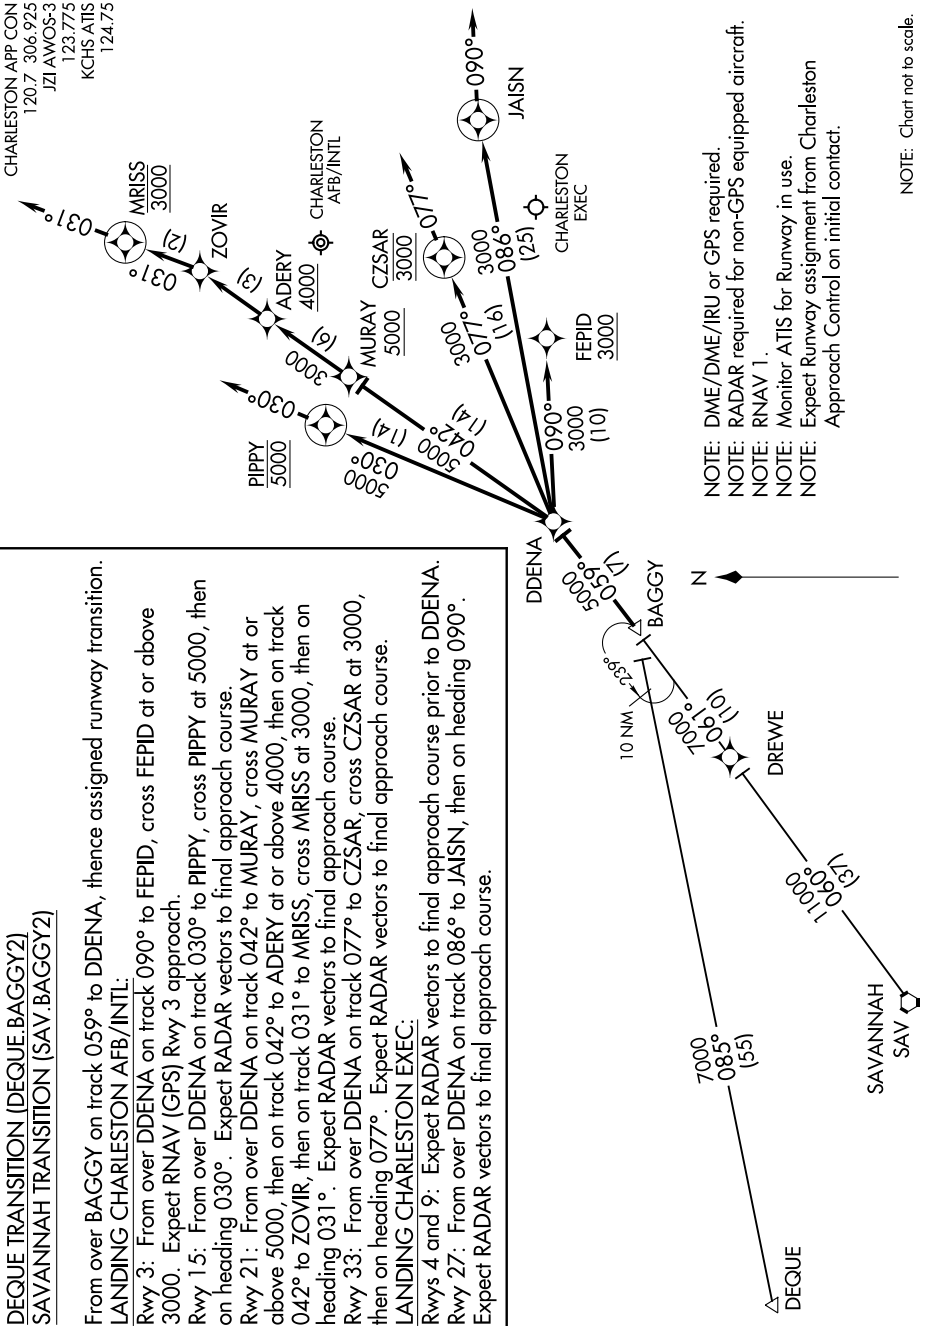 DEQUE TRANSITION (DEQUE.BAGGY2)
SAVANNAH TRANSITION (SAV.BAGGY2)
From over BAGGY on track 059° to DDENA, thence assigned runway transition.
LANDING CHARLESTON AFB/INTL:
Rwy 3: From over DDENA on track 090° to FEPID, cross FEPID at or above
3000. Expect RNAV (GPS) Rwy 3 approach.
Rwy 15: From over DDENA on track 030° to PIPPY, cross PIPPY at 5000, then
on heading 030°. Expect RADAR vectors to final approach course.
Rwy 21: From over DDENA on track 042° to MURAY, cross MURAY at or
above 5000, then on track 042° to ADERY at or above 4000, then on track
042° to ZOVIR, then on track 031° to MRISS, cross MRISS at 3000, then on
heading 031°. Expect RADAR vectors to final approach course.
Rwy 33: From over DDENA on track 077° to CZSAR, cross CZSAR at 3000,
then on heading 077°. Expect RADAR vectors to final approach course.
LANDING CHARLESTON EXEC:
Rwys 4 and 9: Expect RADAR vectors to final approach course prior to DDENA.
Rwy 27: From over DDENA on track 086° to JAISN, then on heading 090°.
Expect RADAR vectors to final approach course.
CHARLESTON APP CON
120.7 306.925
JZI AWOS-3
123.775
KCHS ATIS
124.75
031°
MRISS
3000
031°
(2)
ZOVIR
(3)
ADERY
4000
CHARLESTON
AFB/INTL
3000
(6)
MURAY
5000
030°
PIPPY
5000
5000
030°
(14)
5000
042°
(14)
077°
CZSAR
3000
3000
077°
(16)
090°
JAISN
3000
086°
(25)
CHARLESTON
EXEC
FEPID
3000
090°
3000
(10)
DDENA
5000
059°
(7)
BAGGY
239°
10 NM
7000
061°
(10)
DREWE
11000
060°
(37)
SAVANNAH
SAV
7000
085°
(55)
DEQUE
N
NOTE: DME/DME/IRU or GPS required.
NOTE: RADAR required for non-GPS equipped aircraft.
NOTE: RNAV 1.
NOTE: Monitor ATIS for Runway in use.
NOTE: Expect Runway assignment from Charleston
Approach Control on initial contact.
NOTE: Chart not to scale.